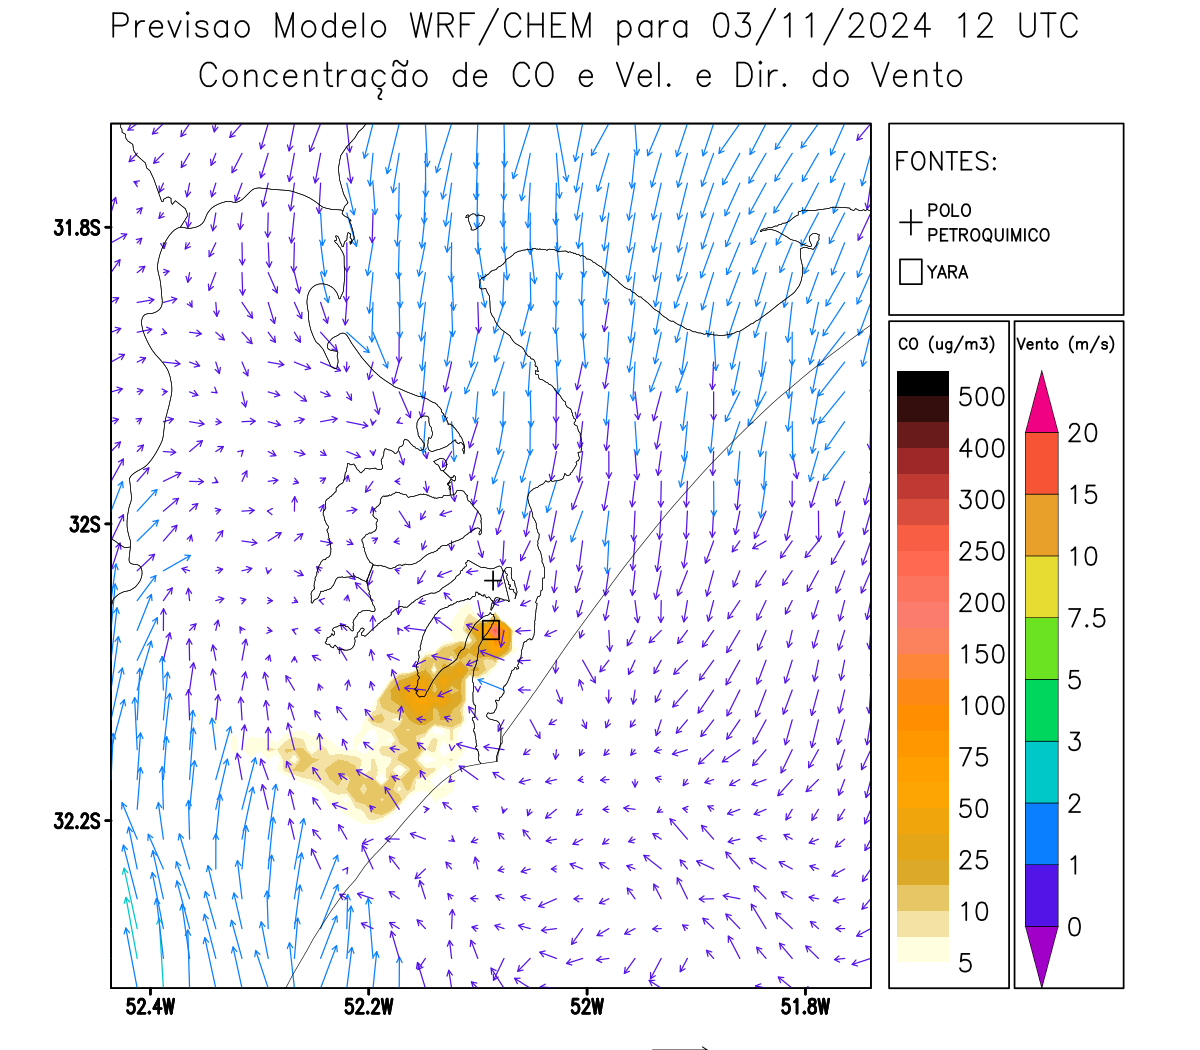 Previsao Modelo WRF/CHEM para 03/11/2024 12 UTC
Concentração de CO e Vel. e Dir. do Vento
FONTES:
POLO
PETROQUIMICO
YARA
CO (ug/m3)
500
400
300
250
200
150
100
75
50
25
10
5
Vento (m/s)
20
15
10
7.5
5
3
2
1
0
31.8S
32S
32.2S
52.4W
52.2W
52W
51.8W